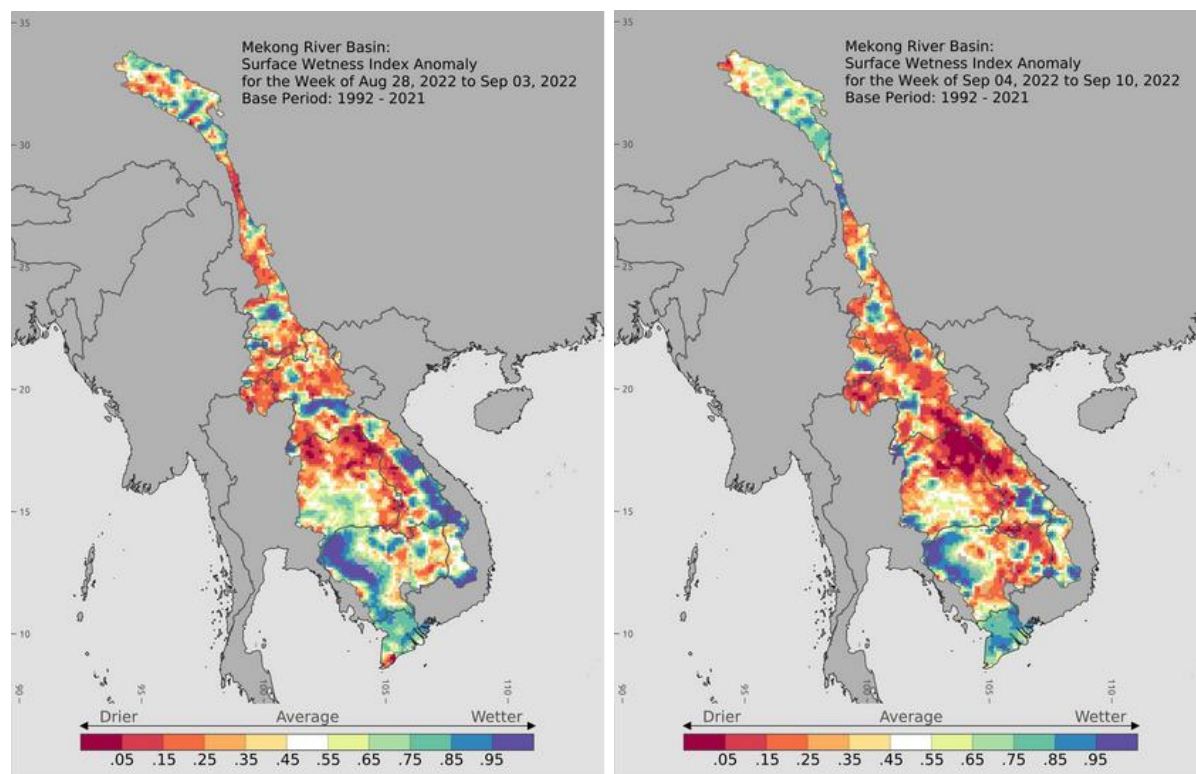 Mekong River Basin:
Surface Wetness Index Anomaly
for the Week of Aug 28, 2022 to Sep 03, 2022
Base Period: 1992 - 2021
35
30
25
20
15
10
90
95
100
105
110
Drier Average Wetter
.05 .15 .25 .35 .45 .55 .65 .75 .85 .95
Mekong River Basin:
Surface Wetness Index Anomaly
for the Week of Sep 04, 2022 to Sep 10, 2022
Base Period: 1992 - 2021
35
30
25
20
15
10
90
95
100
105
110
Drier Average Wetter
.05 .15 .25 .35 .45 .55 .65 .75 .85 .95